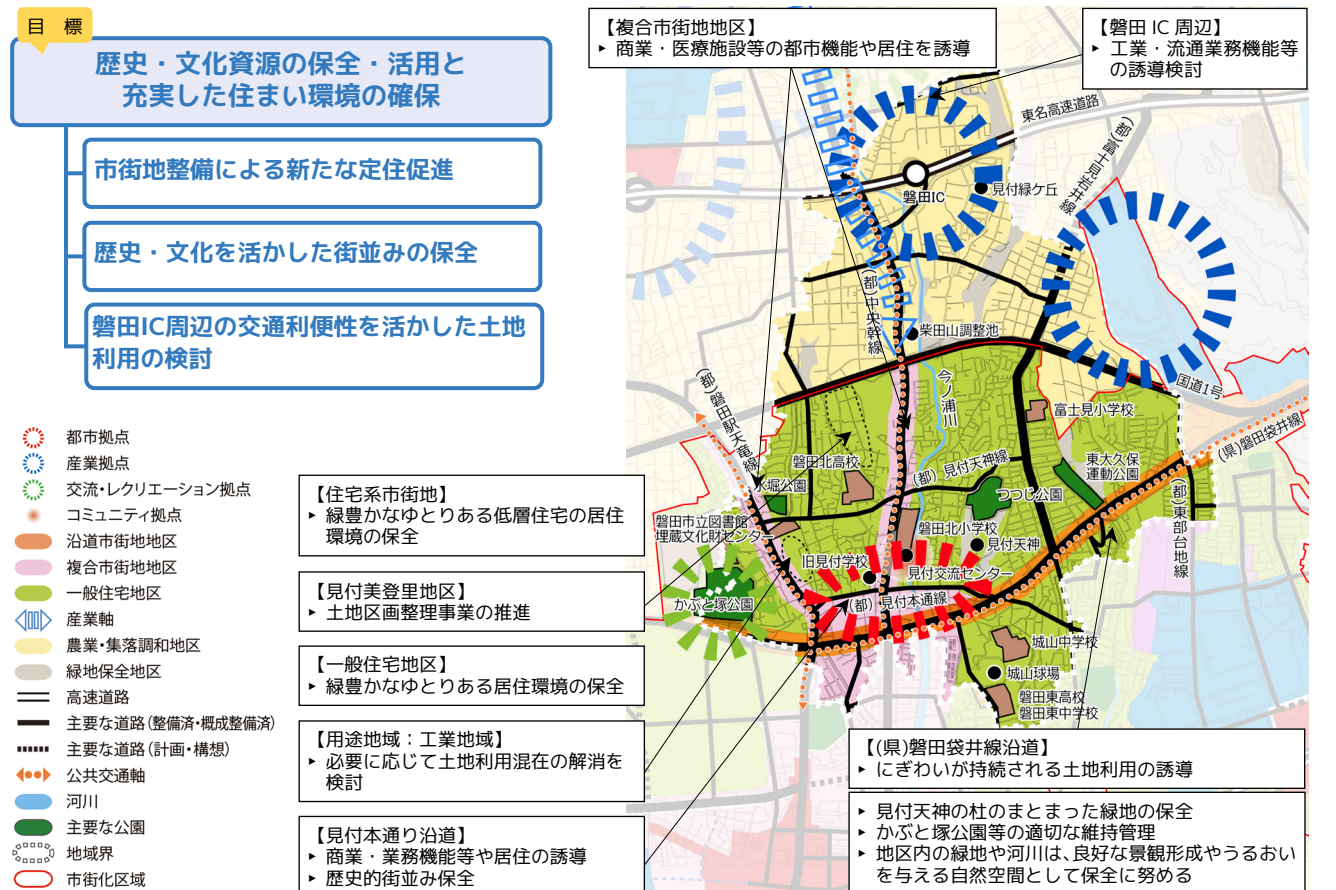 目 標
歴史・文化資源の保全・活用と
充実した住まい環境の確保
市街地整備による新たな定住促進
歴史・文化を活かした街並みの保全
磐田IC周辺の交通利便性を活かした土地
利用の検討
都市拠点
産業拠点
交流・レクリエーション拠点
コミュニティ拠点
沿道市街地地区
複合市街地地区
一般住宅地区
産業軸
農業・集落調和地区
緑地保全地区
高速道路
主要な道路(整備済・概成整備済)
主要な道路(計画・構想)
公共交通軸
河川
主要な公園
地域界
市街化区域
【住宅系市街地】
▸ 緑豊かなゆとりある低層住宅の居住
環境の保全
【見付美登里地区】
▸ 土地区画整理事業の推進
【一般住宅地区】
▸ 緑豊かなゆとりある居住環境の保全
【用途地域：工業地域】
▸ 必要に応じて土地利用混在の解消を
検討
【見付本通り沿道】
▸ 商業・業務機能等や居住の誘導
▸ 歴史的街並み保全
【複合市街地地区】
▸ 商業・医療施設等の都市機能や居住を誘導
【磐田 IC 周辺】
▸ 工業・流通業務機能等
の誘導検討
東名高速道路
(都)富士見岩井線
磐田IC
見付緑ケ丘
(都)中央幹線
柴田山調整池
国道1号
今ノ浦川
(都)磐田駅天竜線
富士見小学校
(県)磐田袋井線
磐田北高校
(都)見付天神線
東大久保
運動公園
水堀公園
つつじ公園
(都)東部台地線
磐田市立図書館
埋蔵文化財センター
磐田北小学校
見付天神
旧見付学校
見付交流センター
かぶと塚公園
(都)見付本通線
城山中学校
城山球場
磐田東高校
磐田東中学校
【(県)磐田袋井線沿道】
▸ にぎわいが持続される土地利用の誘導
▸ 見付天神の杜のまとまった緑地の保全
▸ かぶと塚公園等の適切な維持管理
▸ 地区内の緑地や河川は、良好な景観形成やうるおい
を与える自然空間として保全に努める